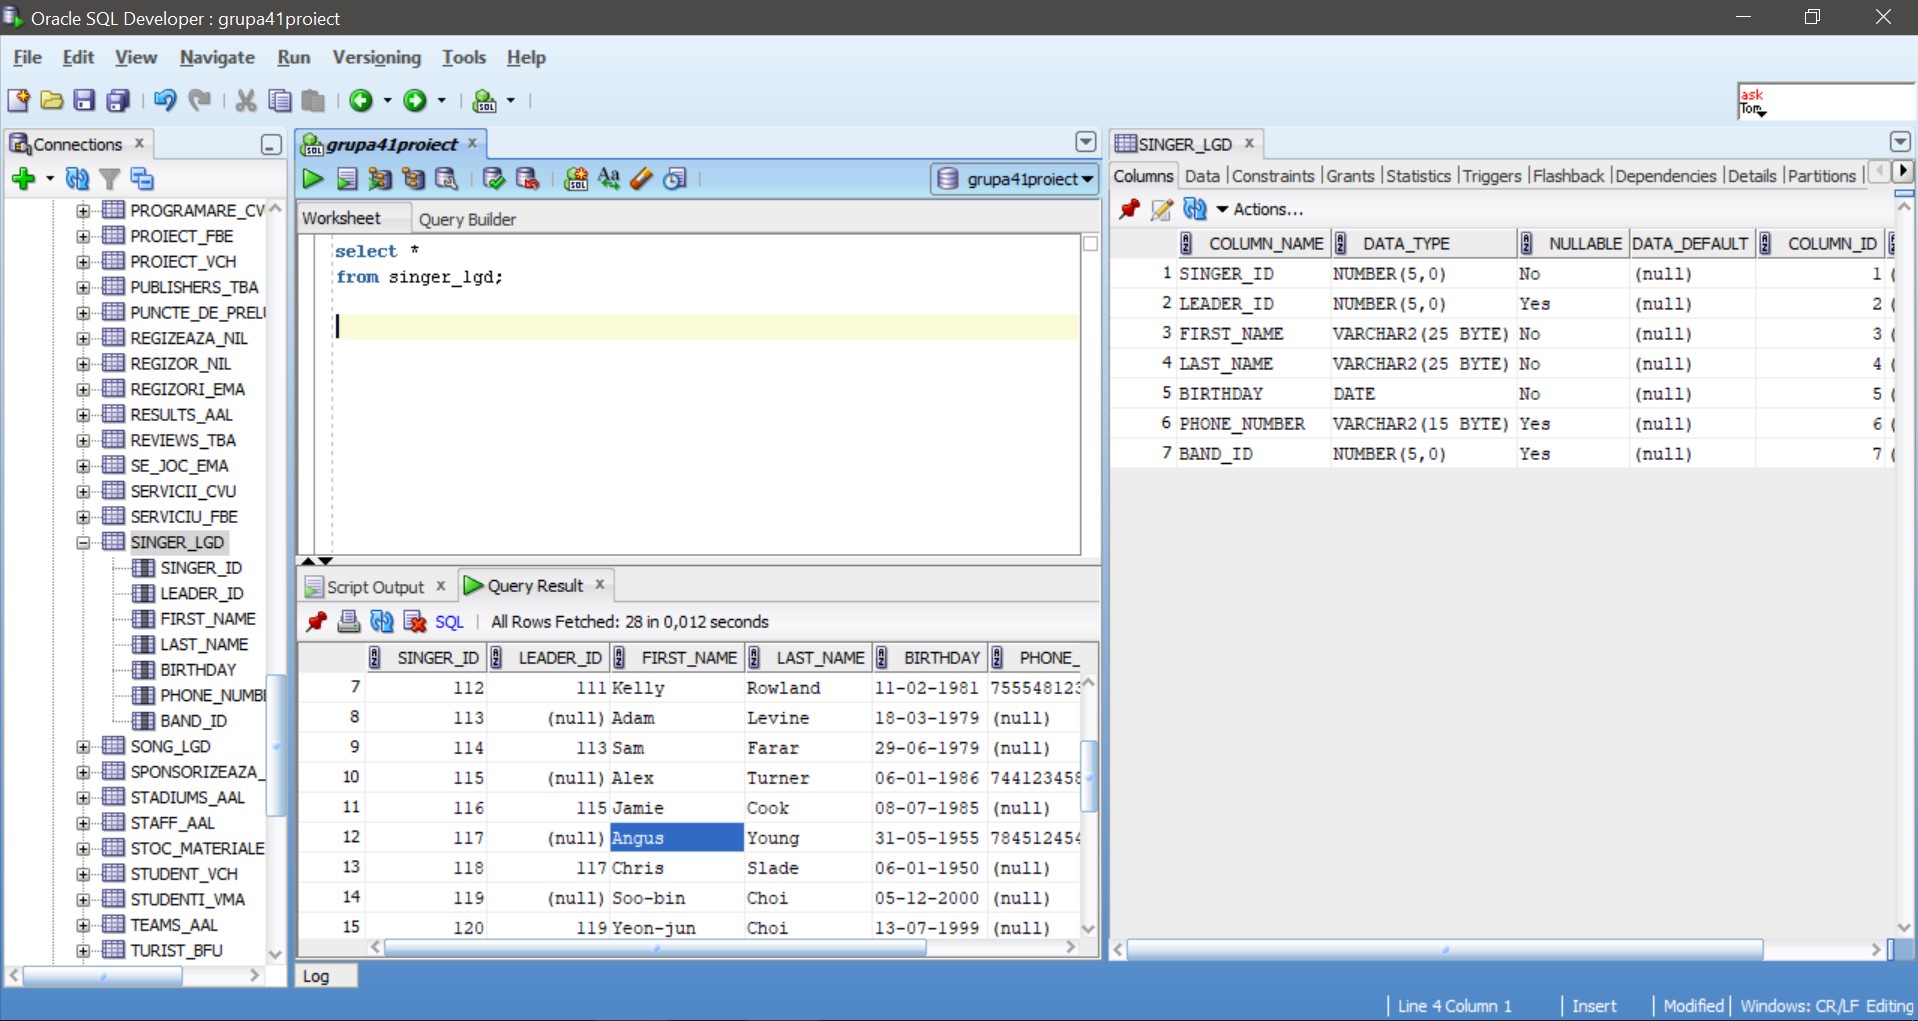 Oracle SQL Developer : grupa41proiect
File Edit View Navigate Run Versioning Tools Help
ask
Tom
Connections
PROGRAMARE_CV
PROIECT_FBE
PROIECT_VCH
PUBLISHERS_TBA
PUNCTE_DE_PREL
REGIZEAZA_NIL
REGIZOR_NIL
REGIZORI_EMA
RESULTS_AAL
REVIEWS_TBA
SE_JOC_EMA
SERVICII_CVU
SERVICIU_FBE
SINGER_LGD
SINGER_ID
LEADER_ID
FIRST_NAME
LAST_NAME
BIRTHDAY
PHONE_NUMB
BAND_ID
SONG_LGD
SPONSORIZEAZA_
STADIUMS_AAL
STAFF_AAL
STOC_MATERIALE
STUDENT_VCH
STUDENTI_VMA
TEAMS_AAL
TURIST_BFU
grupa41proiect
grupa41proiect
Worksheet Query Builder
select *
from singer_lgd;
Script Output Query Result
SQL All Rows Fetched: 28 in 0,012 seconds
SINGER_ID LEADER_ID FIRST_NAME LAST_NAME BIRTHDAY PHONE_
7 112 111 Kelly Rowland 11-02-1981 755548123
8 113 (null) Adam Levine 18-03-1979 (null)
9 114 113 Sam Farar 29-06-1979 (null)
10 115 (null) Alex Turner 06-01-1986 744123458
11 116 115 Jamie Cook 08-07-1985 (null)
12 117 (null) Angus Young 31-05-1955 784512454
13 118 117 Chris Slade 06-01-1950 (null)
14 119 (null) Soo-bin Choi 05-12-2000 (null)
15 120 119 Yeon-jun Choi 13-07-1999 (null)
Log
SINGER_LGD
Columns Data Constraints Grants Statistics Triggers Flashback Dependencies Details Partitions
Actions...
COLUMN_NAME DATA_TYPE NULLABLE DATA_DEFAULT COLUMN_ID
1 SINGER_ID NUMBER(5,0) No (null) 1
2 LEADER_ID NUMBER(5,0) Yes (null) 2
3 FIRST_NAME VARCHAR2(25 BYTE) No (null) 3
4 LAST_NAME VARCHAR2(25 BYTE) No (null) 4
5 BIRTHDAY DATE No (null) 5
6 PHONE_NUMBER VARCHAR2(15 BYTE) Yes (null) 6
7 BAND_ID NUMBER(5,0) Yes (null) 7
Line 4 Column 1 Insert Modified Windows: CR/LF Editing